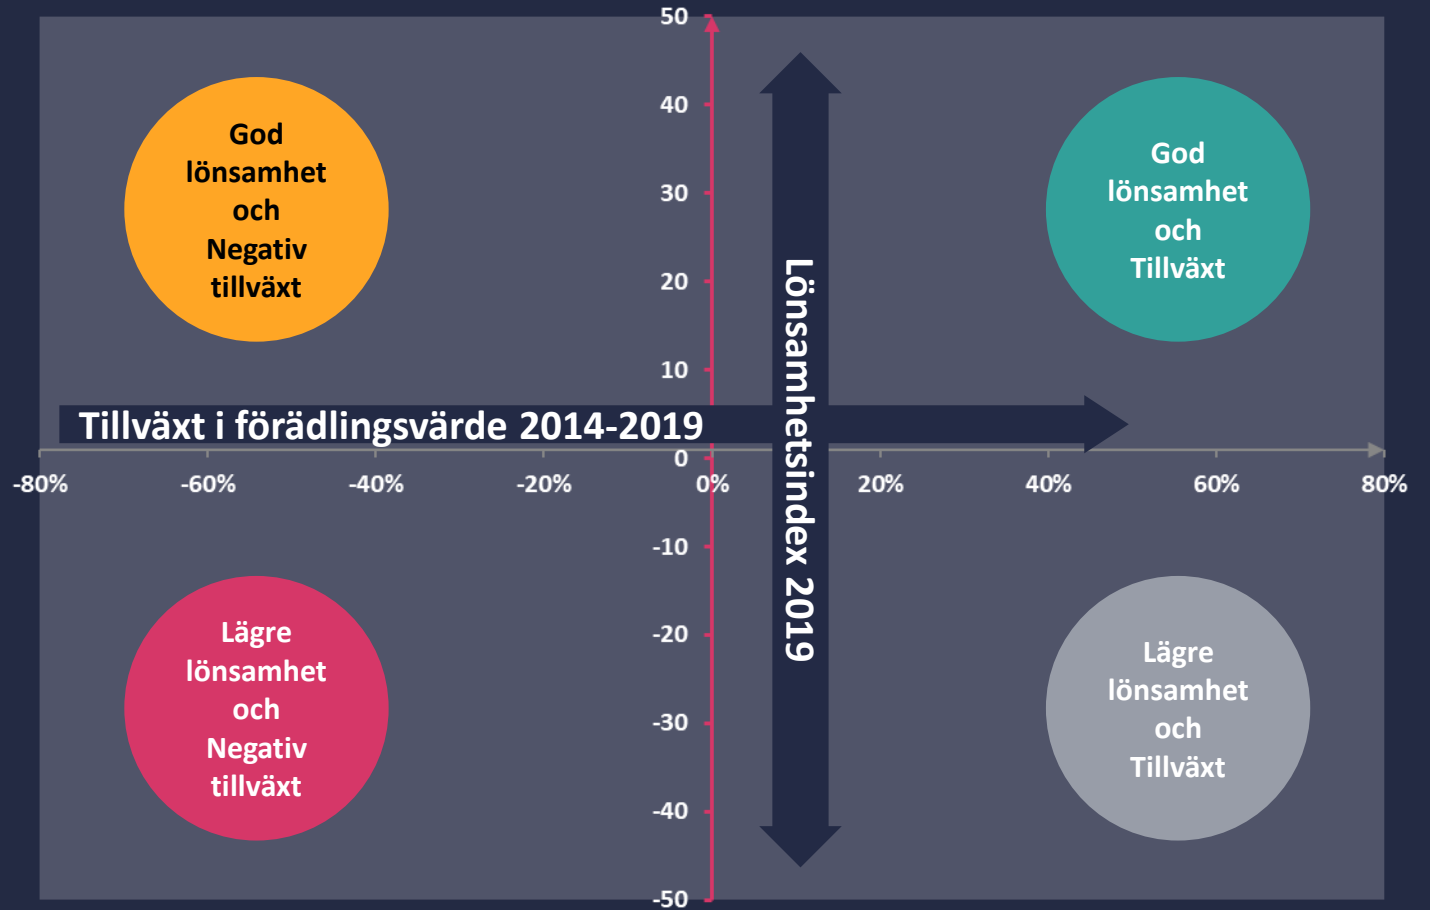 50
40
30
20
10
0
-10
-20
-30
-40
-50
-80%
-60%
-40%
-20%
0%
20%
40%
60%
80%
God
lönsamhet
och
Negativ
tillväxt
God
lönsamhet
och
Tillväxt
Tillväxt i förädlingsvärde 2014-2019
Lönsamhetsindex 2019
Lägre
lönsamhet
och
Negativ
tillväxt
Lägre
lönsamhet
och
Tillväxt